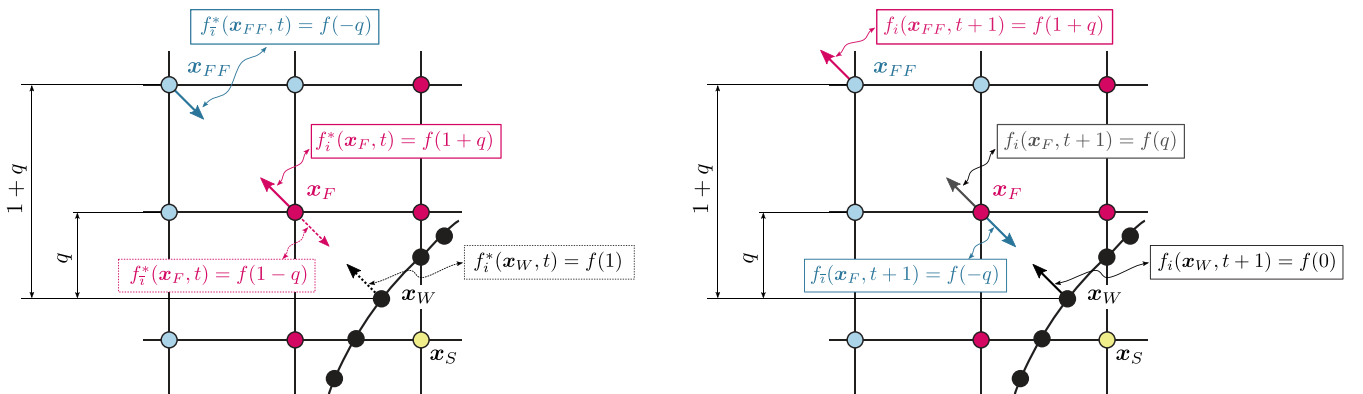 f*_ī(x_FF, t) = f(−q)
x_FF
f*_i(x_F, t) = f(1 + q)
x_F
1 + q
q
f*_ī(x_F, t) = f(1 − q)
f*_i(x_W, t) = f(1)
x_W
x_S
f_i(x_FF, t + 1) = f(1 + q)
x_FF
f_i(x_F, t + 1) = f(q)
x_F
1 + q
q
f_ī(x_F, t + 1) = f(−q)
f_i(x_W, t + 1) = f(0)
x_W
x_S